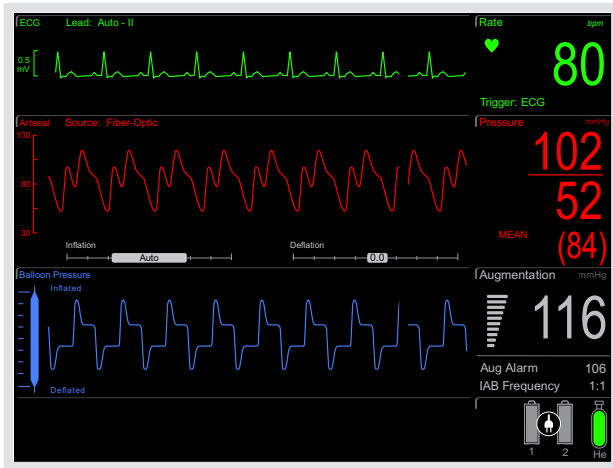 ECG Lead: Auto - II
0.5
mV
Rate bpm
80
Trigger: ECG
Arterial Source: Fiber-Optic
130
80
30
Inflation
Auto
Deflation
0.0
Pressure mmHg
102
52
MEAN
(84)
Balloon Pressure
Inflated
Deflated
Augmentation mmHg
116
Aug Alarm 106
IAB Frequency 1:1
1 2 He